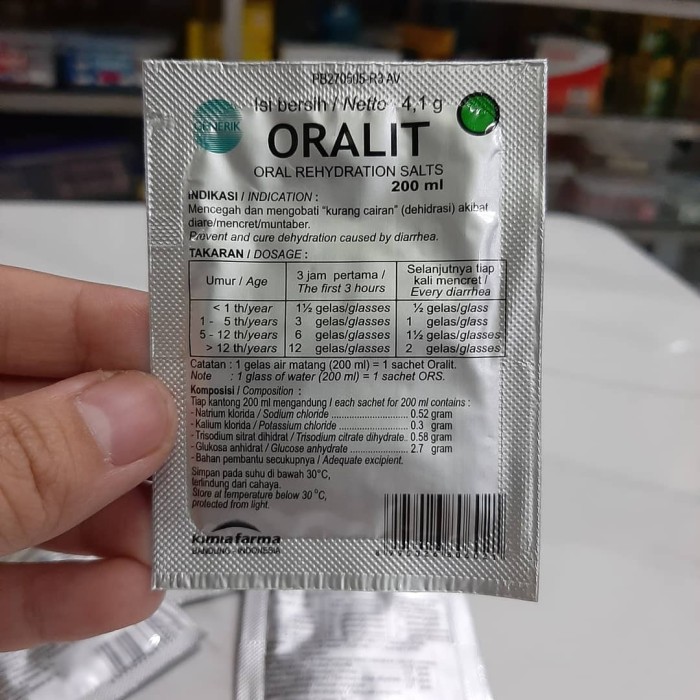 PB270505-R3 AV
Isi bersih / Netto 4,1 g
GENERIK
ORALIT
ORAL REHYDRATION SALTS
200 ml
INDIKASI / INDICATION :
Mencegah dan mengobati "kurang cairan" (dehidrasi) akibat
diare/mencret/muntaber.
Prevent and cure dehydration caused by diarrhea.
TAKARAN / DOSAGE :
Umur / Age 3 jam pertama / The first 3 hours Selanjutnya tiap kali mencret / Every diarrhea
< 1 th/year 1½ gelas/glasses ½ gelas/glass
1 - 5 th/years 3 gelas/glasses 1 gelas/glass
5 - 12 th/years 6 gelas/glasses 1½ gelas/glasses
> 12 th/years 12 gelas/glasses 2 gelas/glasses
Catatan : 1 gelas air matang (200 ml) = 1 sachet Oralit.
Note : 1 glass of water (200 ml) = 1 sachet ORS.
Komposisi / Composition :
Tiap kantong 200 ml mengandung / each sachet for 200 ml contains :
- Natrium klorida / Sodium chloride .................... 0.52 gram
- Kalium klorida / Potassium chloride .................. 0.3 gram
- Trisodium sitrat dihidrat / Trisodium citrate dihydrate.. 0.58 gram
- Glukosa anhidrat / Glucose anhydrate ............... 2.7 gram
- Bahan pembantu secukupnya / Adequate excipient.
Simpan pada suhu di bawah 30°C,
terlindung dari cahaya.
Store at temperature below 30 °C,
protected from light.
kimia farma
BANDUNG - INDONESIA